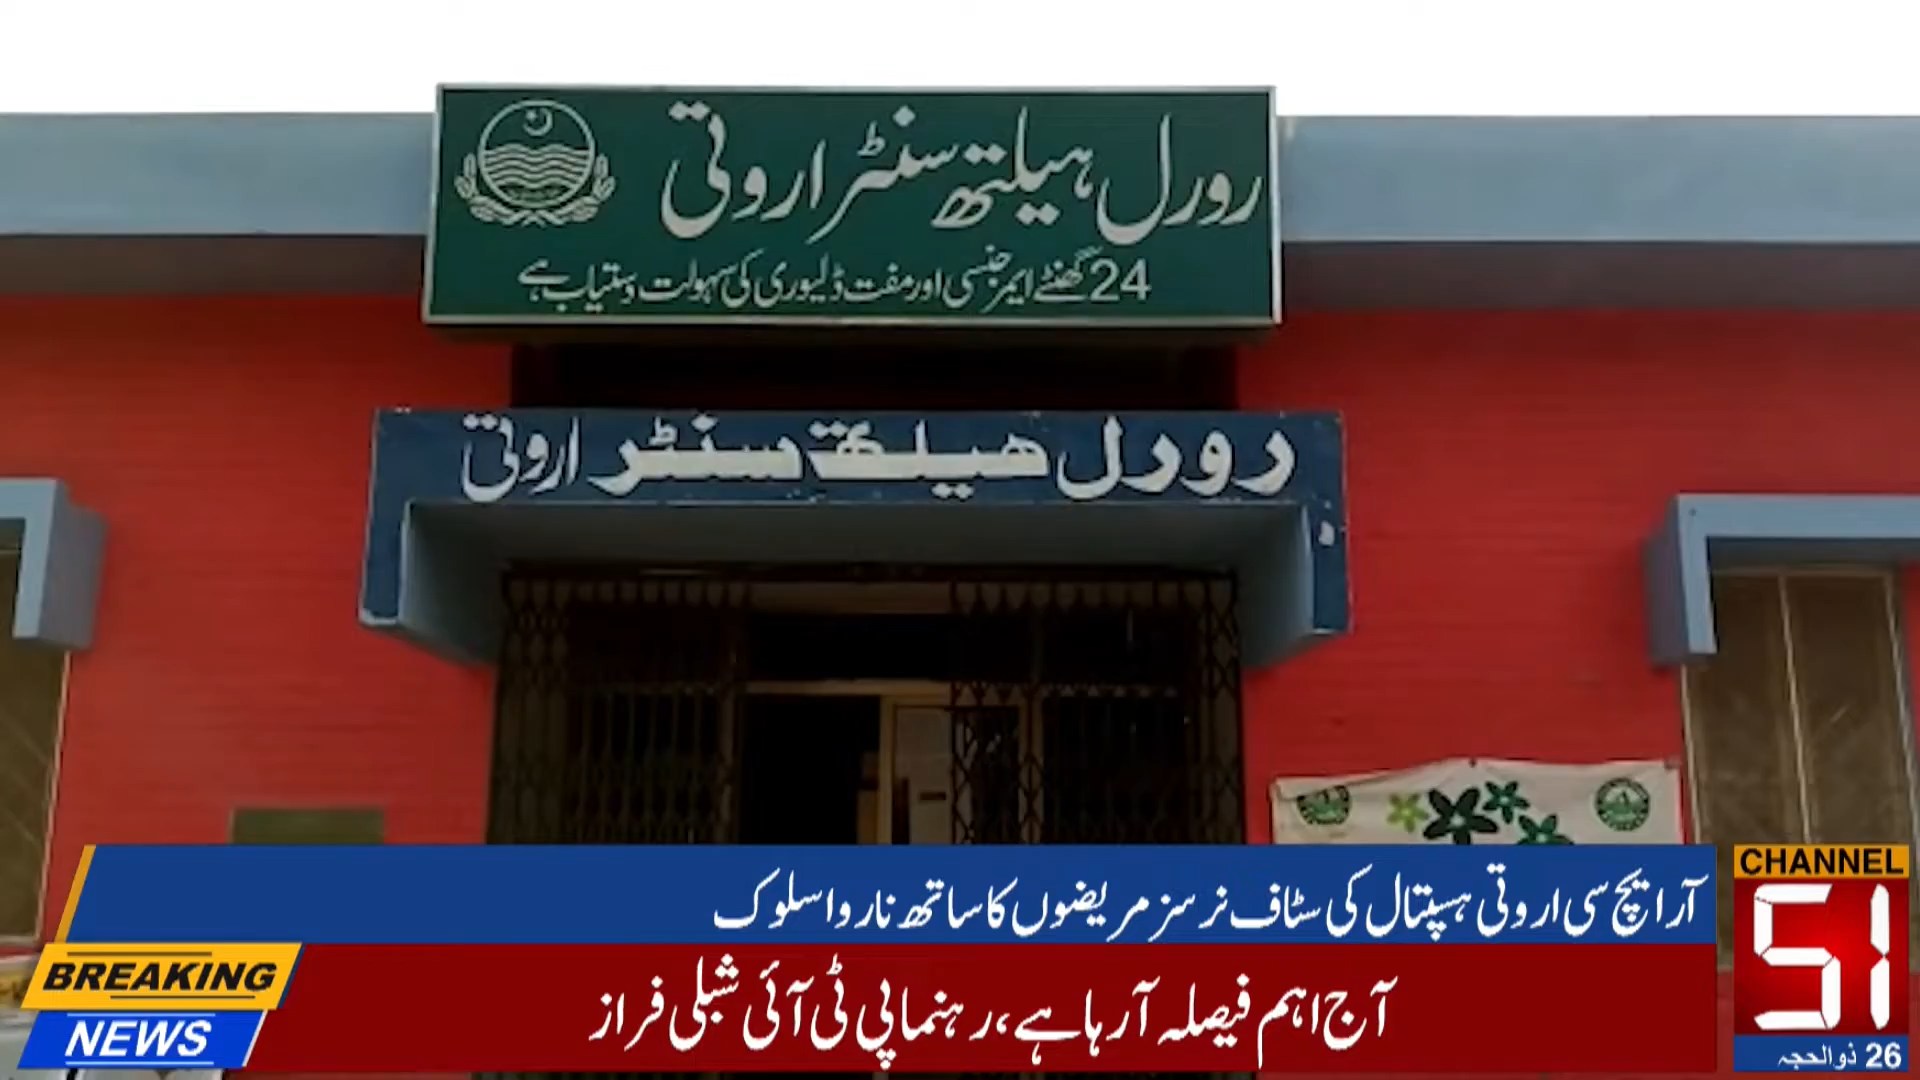 رورل ہیلتھ سنٹر اروتی
24 گھنٹے ایمرجنسی اور مفت ڈلیوری کی سہولت دستیاب ہے
رورل ھیلتھ سنٹر اروتی
آر ایچ سی اروتی ہسپتال کی سٹاف نرسز مریضوں کا ساتھ ناروا سلوک
آج اہم فیصلہ آ رہا ہے، رہنما پی ٹی آئی شبلی فراز
BREAKING
NEWS
CHANNEL
51
26 ذوالحجہ